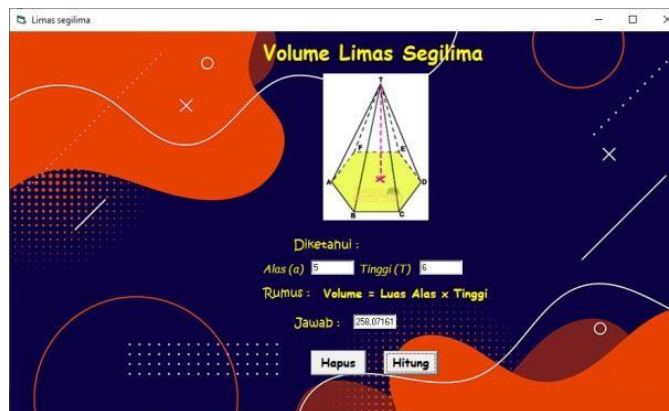 Limas segilima
Volume Limas Segilima
T
F E
A D
B C
Diketahui :
Alas (a) 5 Tinggi (T) 6
Rumus : Volume = Luas Alas x Tinggi
Jawab : 258,07161
Hapus Hitung